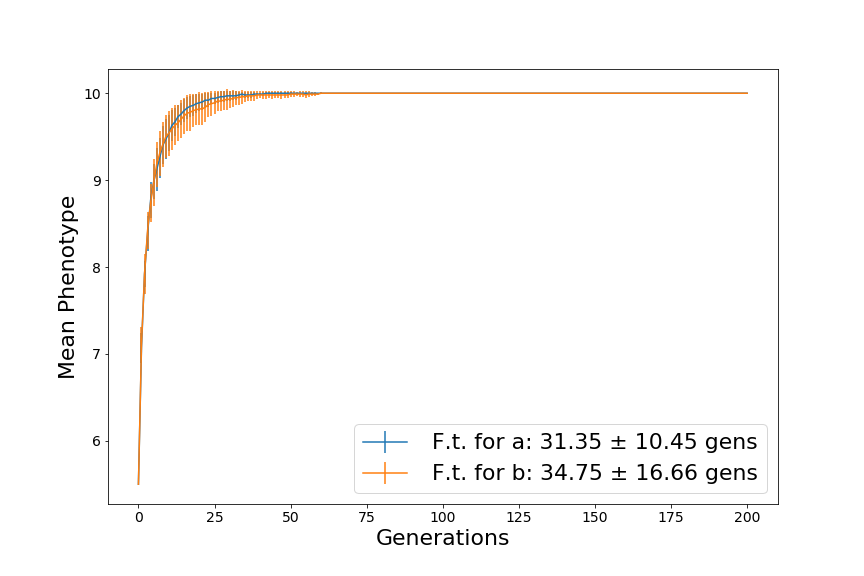 10
9
8
7
6
Mean Phenotype
F.t. for a: 31.35 ± 10.45 gens
F.t. for b: 34.75 ± 16.66 gens
0 25 50 75 100 125 150 175 200
Generations